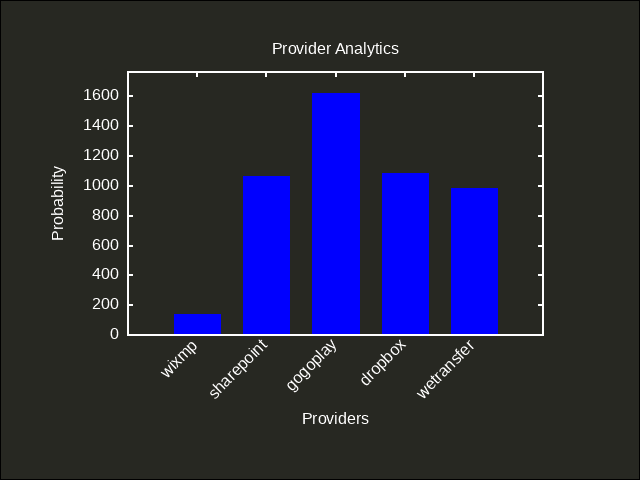 Provider Analytics
1600
1400
1200
1000
800
600
400
200
0
Probability
wixmp
sharepoint
gogoplay
dropbox
wetransfer
Providers